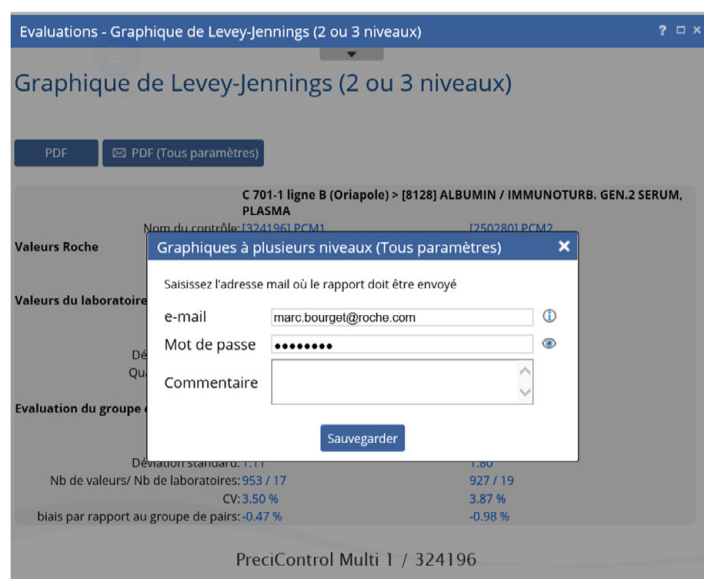 Evaluations - Graphique de Levey-Jennings (2 ou 3 niveaux)
Graphique de Levey-Jennings (2 ou 3 niveaux)
PDF
PDF (Tous paramètres)
C 701-1 ligne B (Oriapole) > [8128] ALBUMIN / IMMUNOTURB. GEN.2 SERUM,
PLASMA
Nom du contrôle: [324196] PCM1 [250280] PCM2
Valeurs Roche
Graphiques à plusieurs niveaux (Tous paramètres)
Saisissez l'adresse mail où le rapport doit être envoyé
Valeurs du laboratoire
e-mail marc.bourget@roche.com
Mot de passe ••••••••
Commentaire
Evaluation du groupe
Sauvegarder
Déviation standard: 1.11 1.80
Nb de valeurs/ Nb de laboratoires: 953 / 17 927 / 19
CV: 3.50 % 3.87 %
biais par rapport au groupe de pairs: -0.47 % -0.98 %
PreciControl Multi 1 / 324196